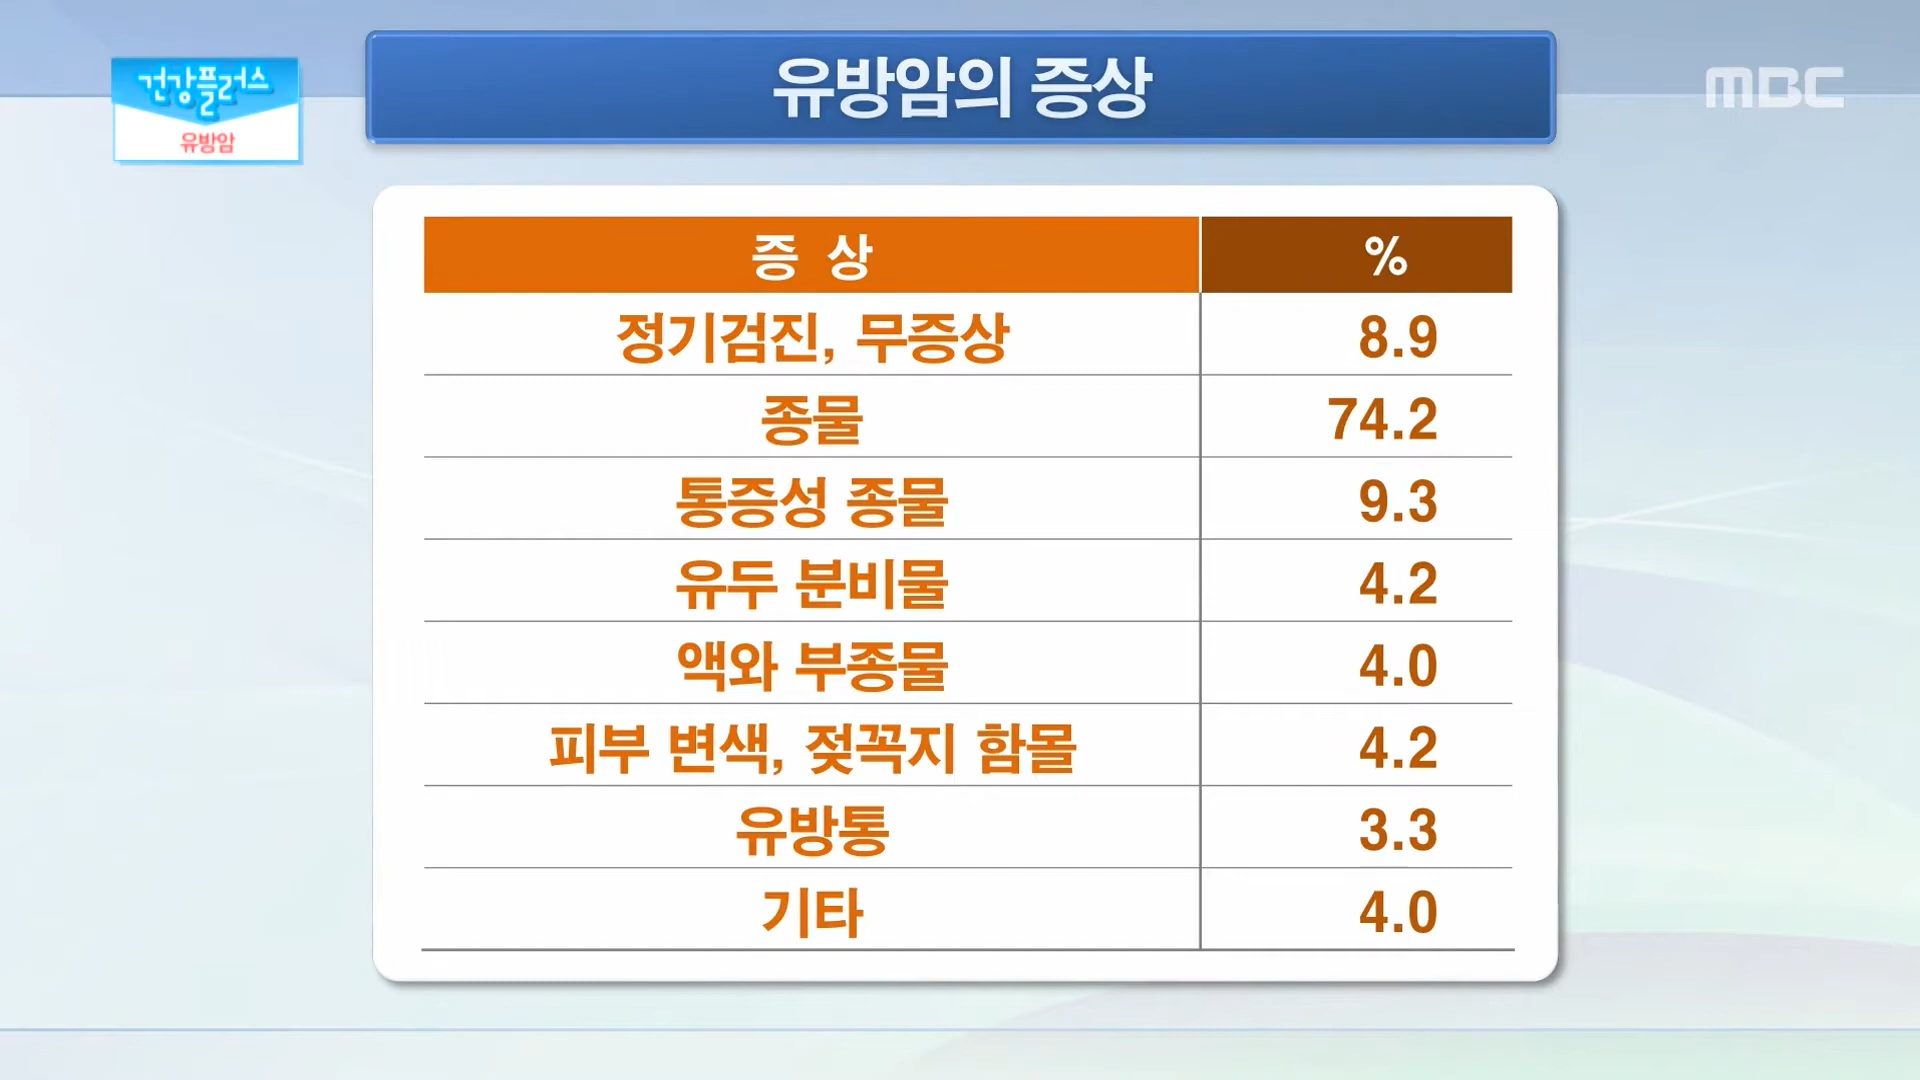 건강플러스
유방암
유방암의 증상
MBC
증 상 %
정기검진, 무증상 8.9
종물 74.2
통증성 종물 9.3
유두 분비물 4.2
액와 부종물 4.0
피부 변색, 젖꼭지 함몰 4.2
유방통 3.3
기타 4.0